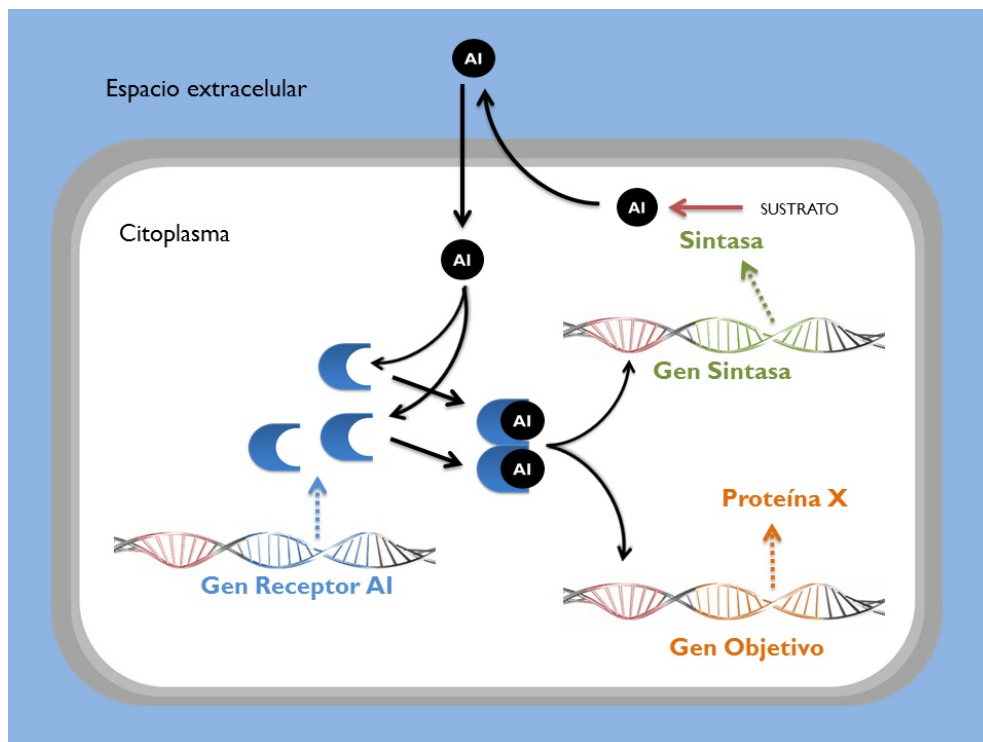 AI
Espacio extracelular
AI
SUSTRATO
Citoplasma
Sintasa
AI
Gen Sintasa
AI
AI
Proteína X
Gen Receptor AI
Gen Objetivo